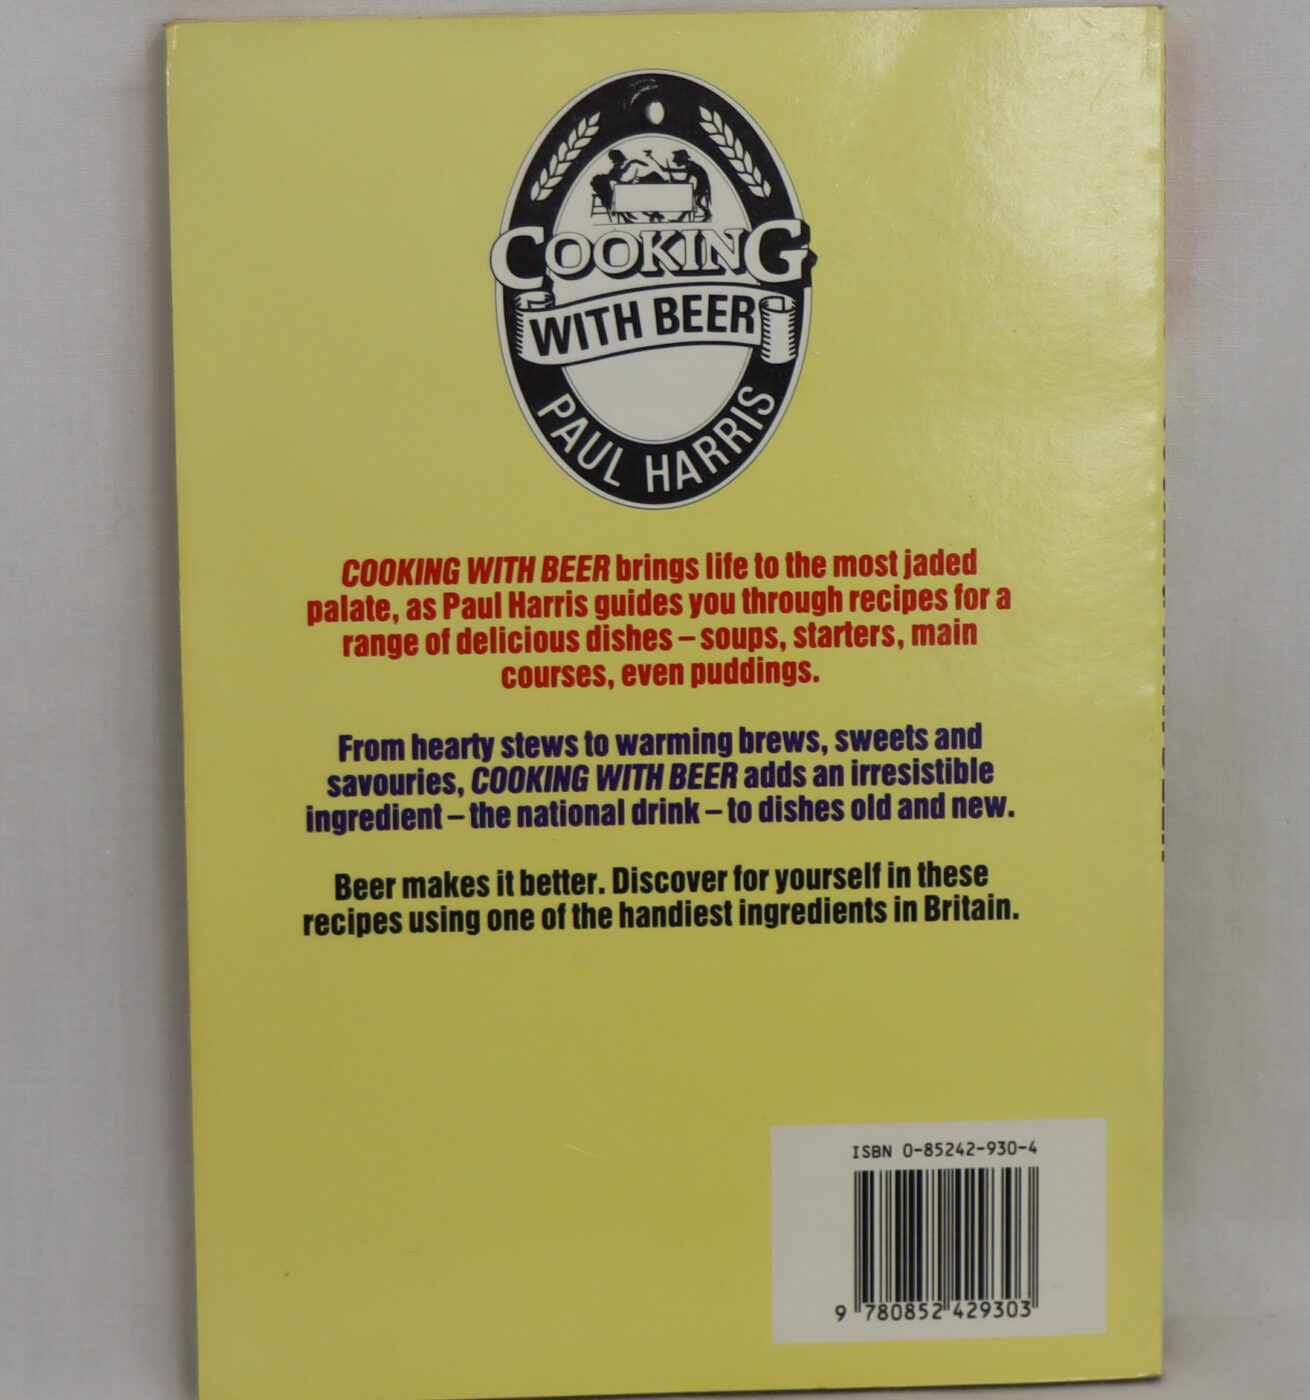 COOKING
WITH BEER
PAUL HARRIS
COOKING WITH BEER brings life to the most jaded
palate, as Paul Harris guides you through recipes for a
range of delicious dishes – soups, starters, main
courses, even puddings.
From hearty stews to warming brews, sweets and
savouries, COOKING WITH BEER adds an irresistible
ingredient – the national drink – to dishes old and new.
Beer makes it better. Discover for yourself in these
recipes using one of the handiest ingredients in Britain.
ISBN 0-85242-930-4
9 780852 429303